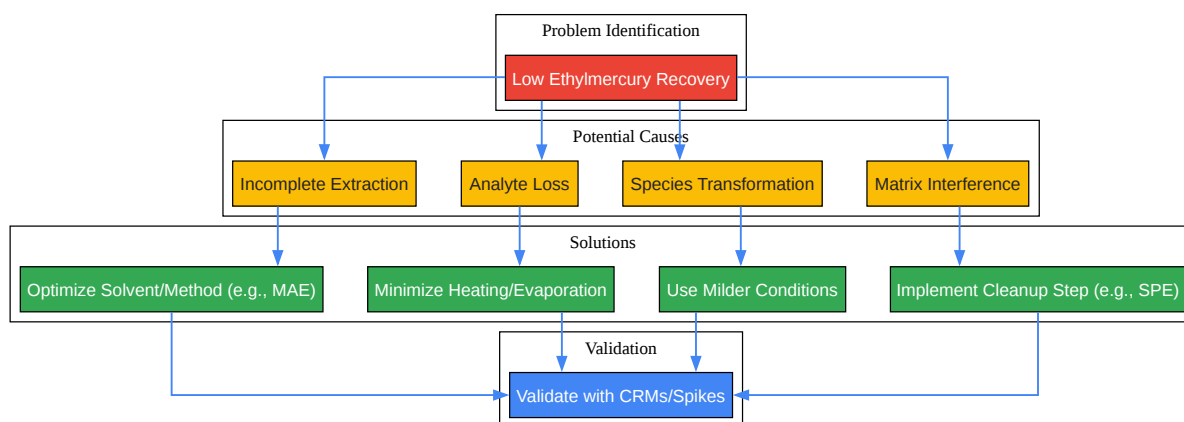 Problem Identification
Low Ethylmercury Recovery
Potential Causes
Incomplete Extraction
Analyte Loss
Species Transformation
Matrix Interference
Solutions
Optimize Solvent/Method (e.g., MAE)
Minimize Heating/Evaporation
Use Milder Conditions
Implement Cleanup Step (e.g., SPE)
Validation
Validate with CRMs/Spikes